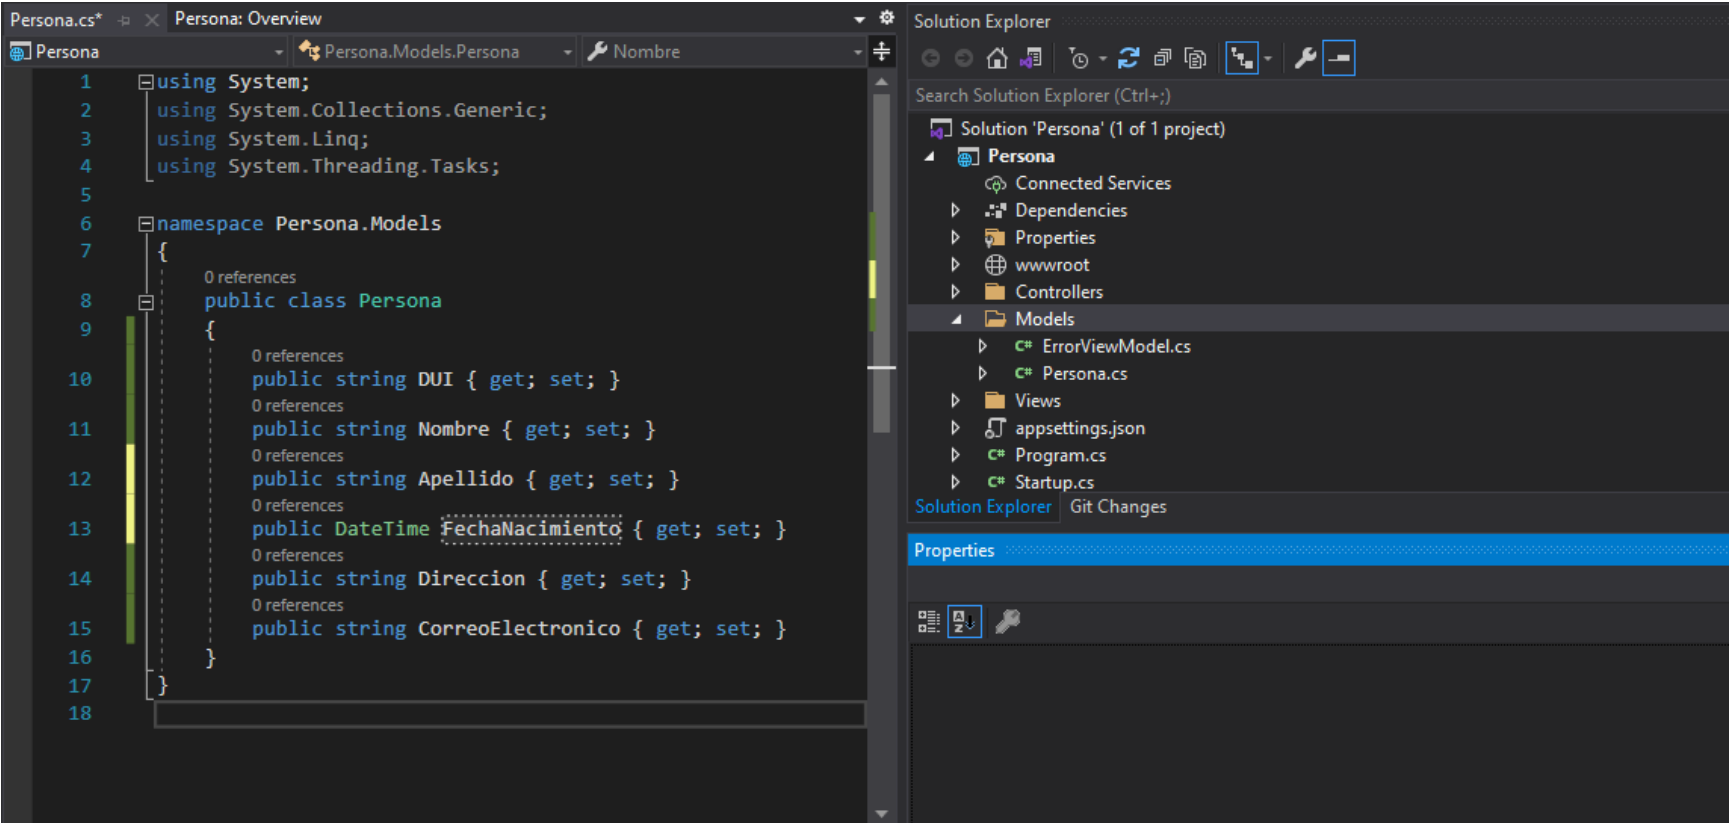 Persona.cs*
Persona: Overview
Persona
Persona.Models.Persona
Nombre
1 using System;
2 using System.Collections.Generic;
3 using System.Linq;
4 using System.Threading.Tasks;
5
6 namespace Persona.Models
7 {
0 references
8 public class Persona
9 {
0 references
10 public string DUI { get; set; }
0 references
11 public string Nombre { get; set; }
0 references
12 public string Apellido { get; set; }
0 references
13 public DateTime FechaNacimiento { get; set; }
0 references
14 public string Direccion { get; set; }
0 references
15 public string CorreoElectronico { get; set; }
16 }
17 }
18
Solution Explorer
Search Solution Explorer (Ctrl+;)
Solution 'Persona' (1 of 1 project)
Persona
Connected Services
Dependencies
Properties
wwwroot
Controllers
Models
C# ErrorViewModel.cs
C# Persona.cs
Views
appsettings.json
C# Program.cs
C# Startup.cs
Solution Explorer
Git Changes
Properties